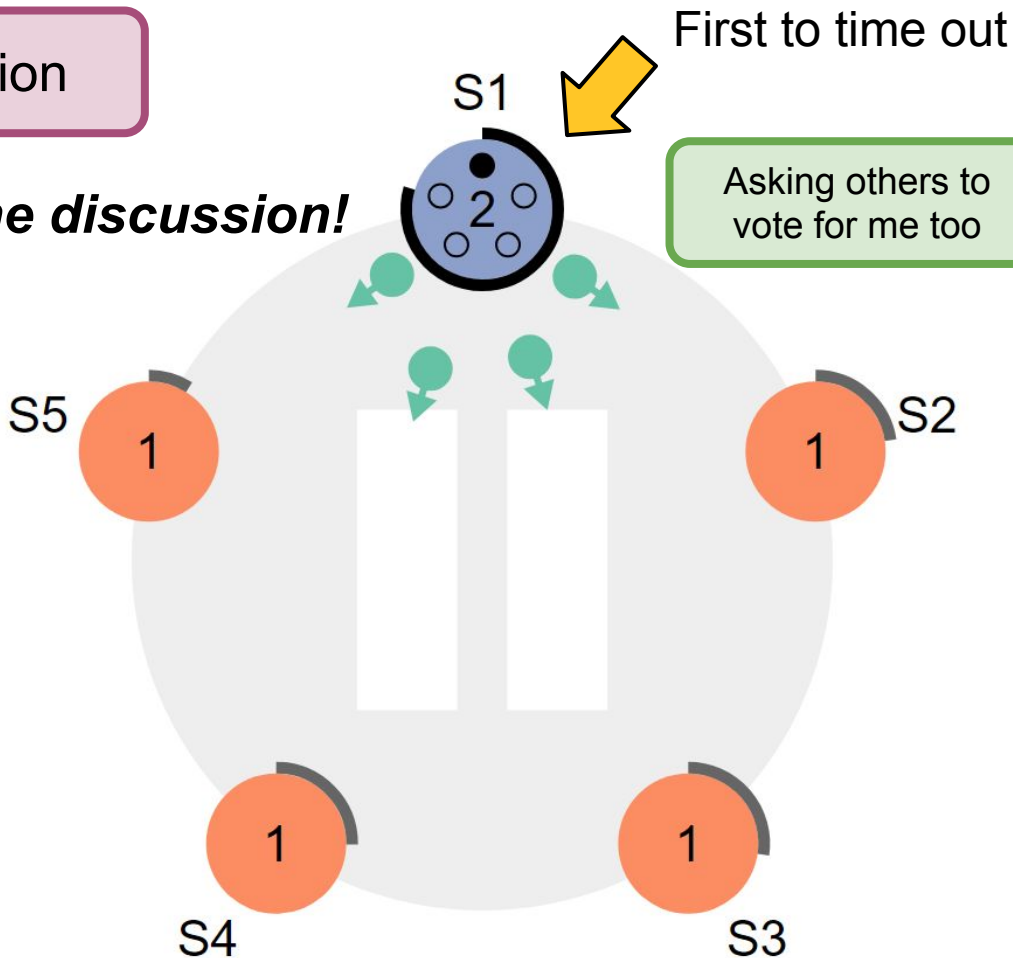 First to time out
ion
S1
Asking others to
vote for me too
2
e discussion!
S5
1
1
S2
1
1
S4
S3